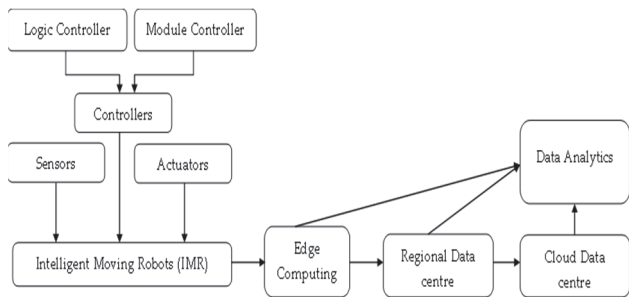 Logic Controller
Module Controller
Controllers
Sensors
Actuators
Data Analytics
Intelligent Moving Robots (IMR)
Edge
Computing
Regional Data
centre
Cloud Data
centre